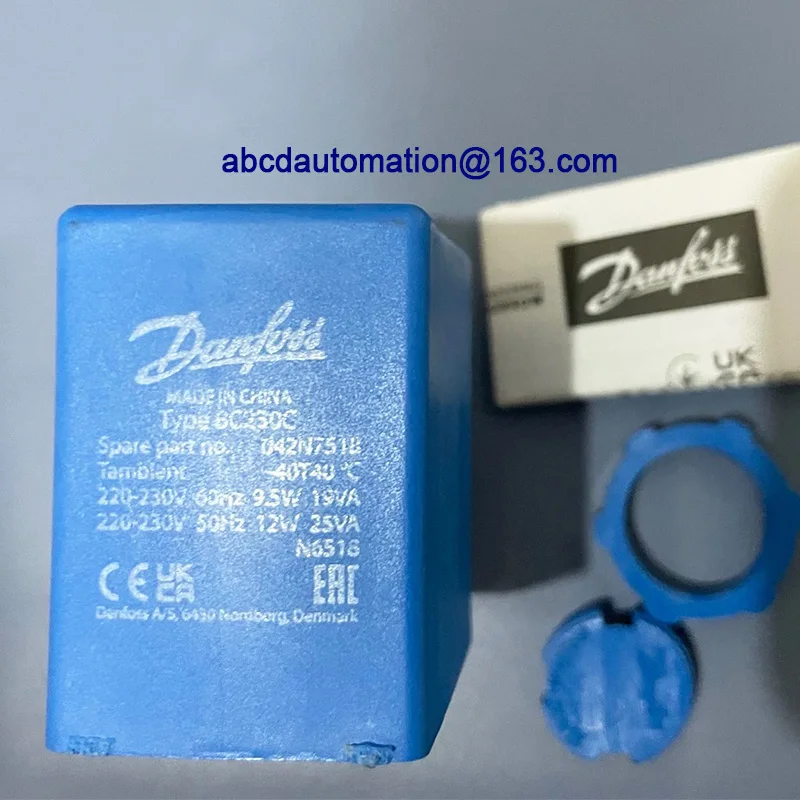 abcdautomation@163.com
Danfoss
MADE IN CHINA
Type BC230C
Spare part no. 042N7518
Tambient -40T40 °C
220-230V 60Hz 9.5W 19VA
220-230V 50Hz 12W 25VA
N6518
CE UK CA EAC
Danfoss A/S, 6430 Nordborg, Denmark
Danfoss
UK